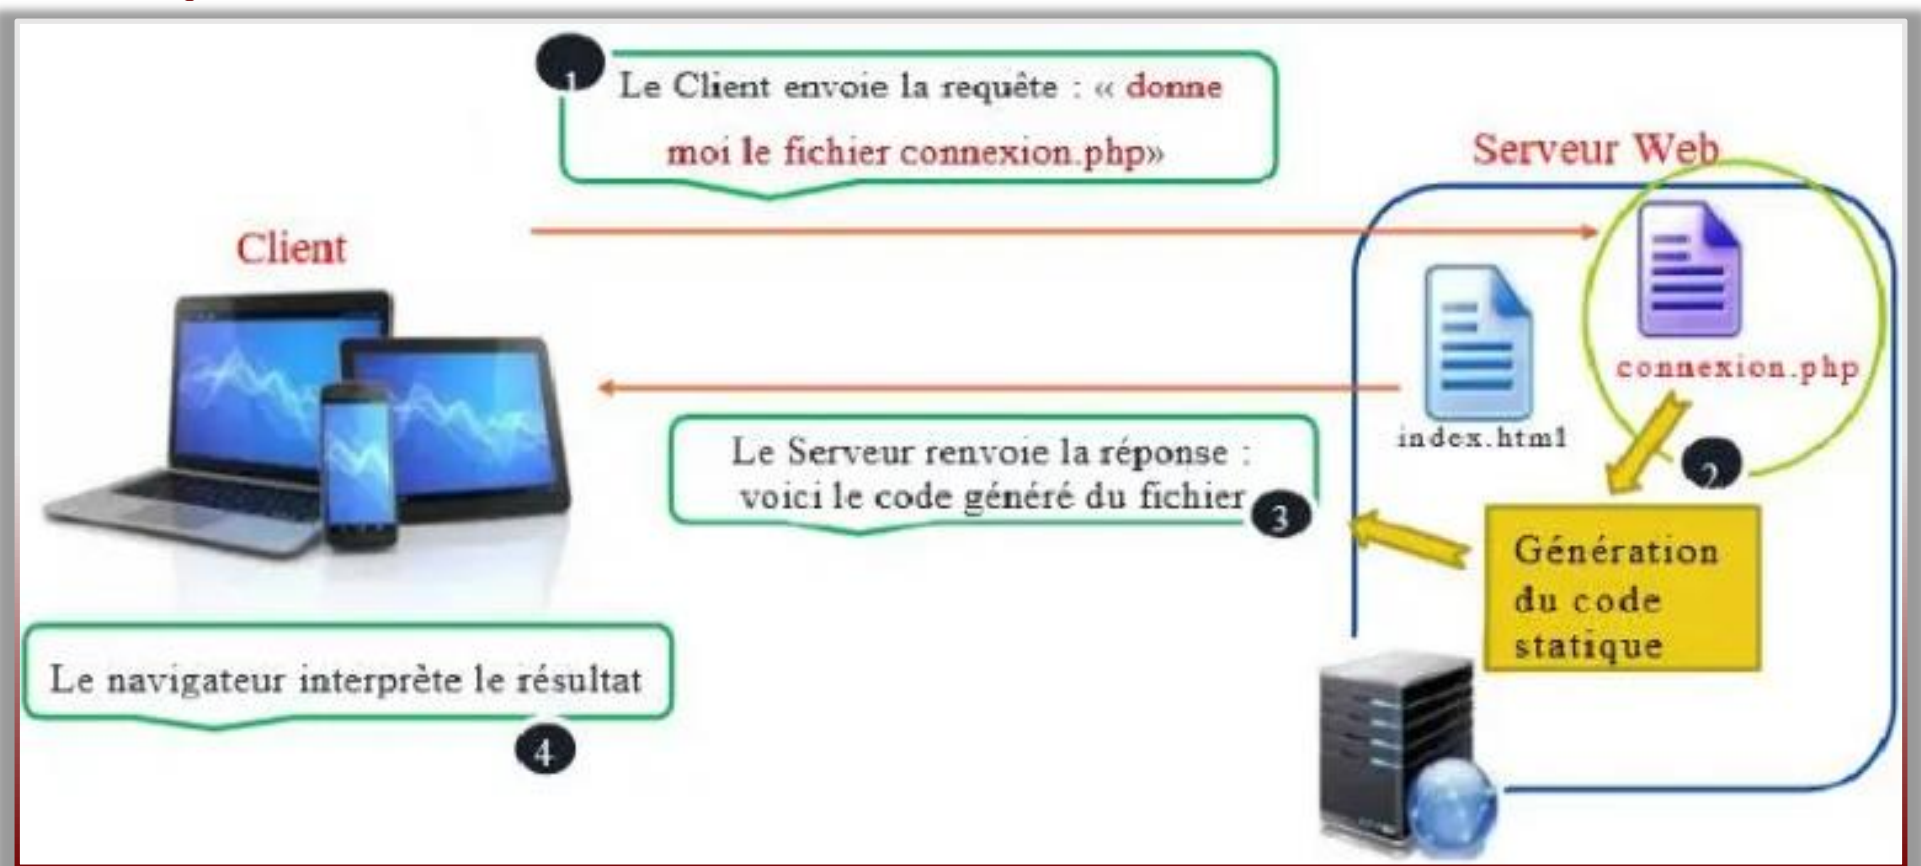 1
Le Client envoie la requête : « donne
moi le fichier connexion.php»
Serveur Web
Client
connexion.php
index.html
2
Le Serveur renvoie la réponse :
voici le code généré du fichier
3
Génération
du code
statique
Le navigateur interprète le résultat
4